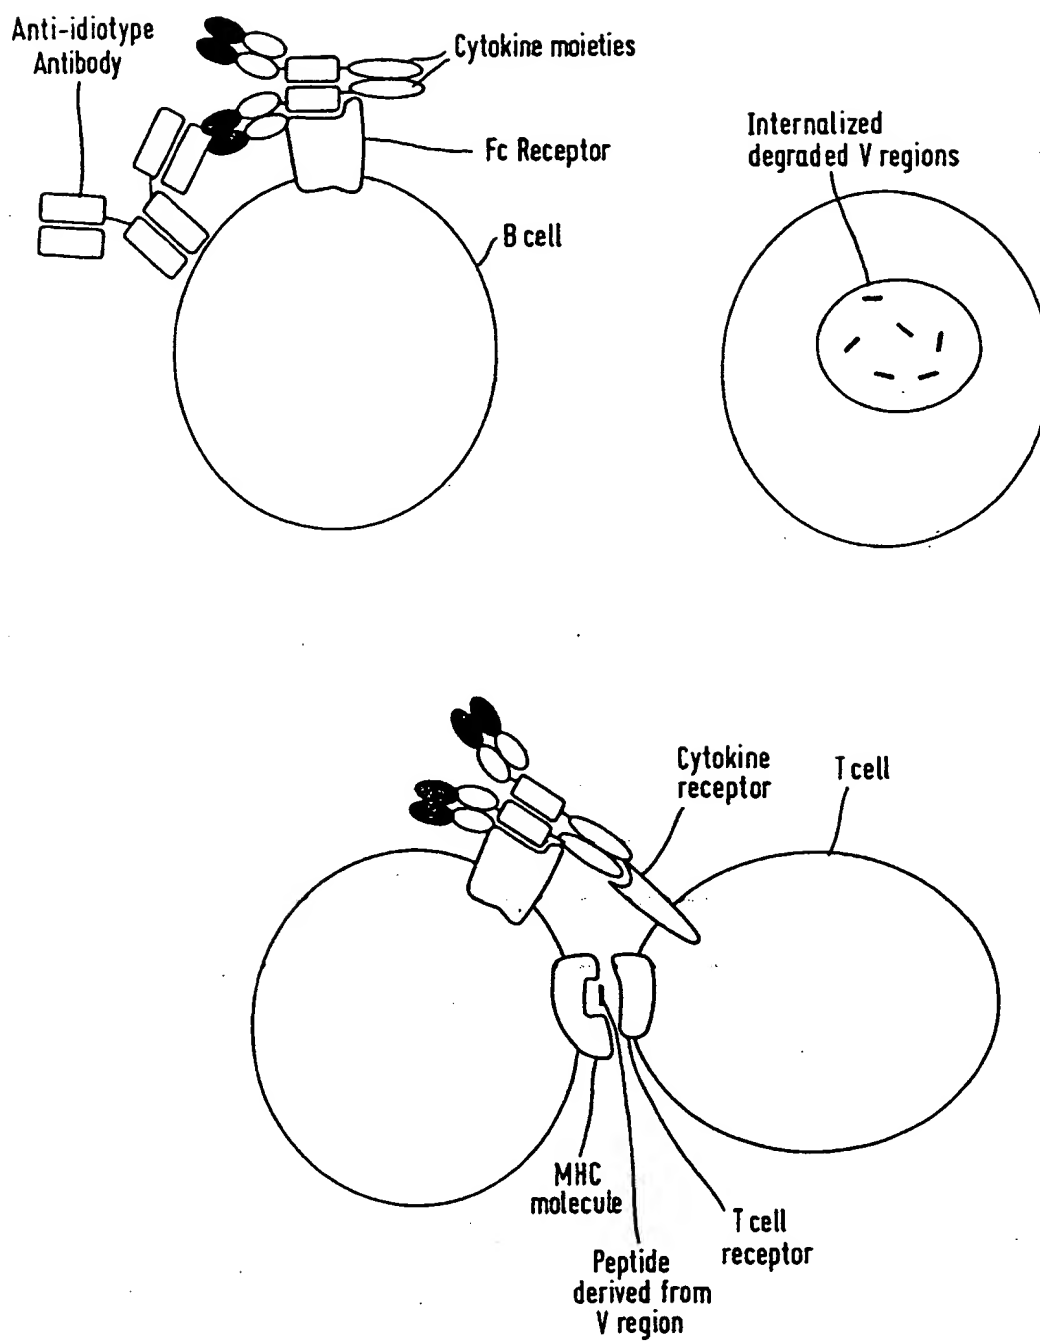 Anti-idiotype
Antibody
Cytokine moieties
Fc Receptor
B cell
Internalized
degraded V regions
Cytokine
receptor
T cell
MHC
molecule
T cell
receptor
Peptide
derived from
V region